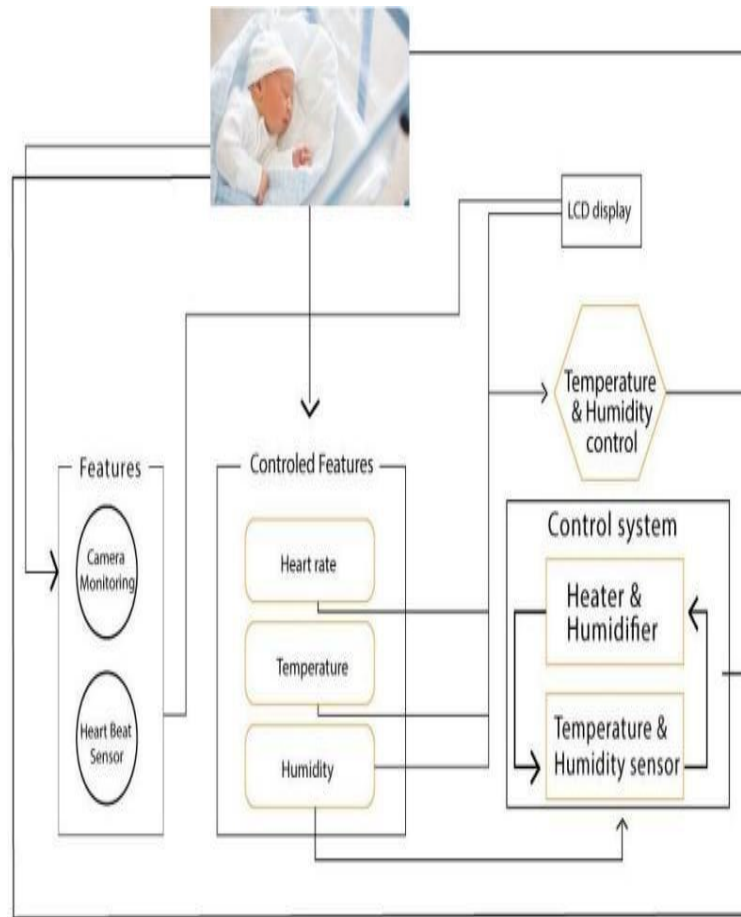 LCD display
Temperature
& Humidity
control
Features
Controled Features
Control system
Camera
Monitoring
Heart rate
Heater &
Humidifier
Temperature
Heart Beat
Sensor
Temperature &
Humidity sensor
Humidity